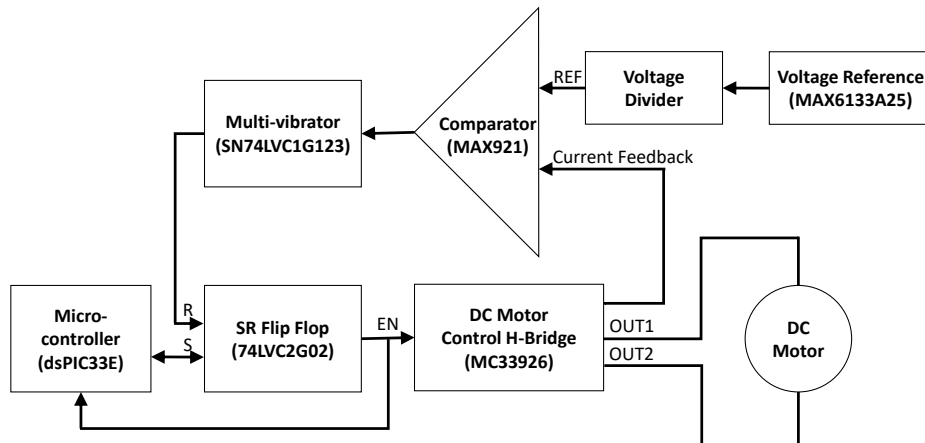 REF
Voltage
Divider
Voltage Reference
(MAX6133A25)
Multi-vibrator
(SN74LVC1G123)
Comparator
(MAX921)
Current Feedback
R
S
Micro-
controller
(dsPIC33E)
SR Flip Flop
(74LVC2G02)
EN
DC Motor
Control H-Bridge
(MC33926)
OUT1
OUT2
DC
Motor